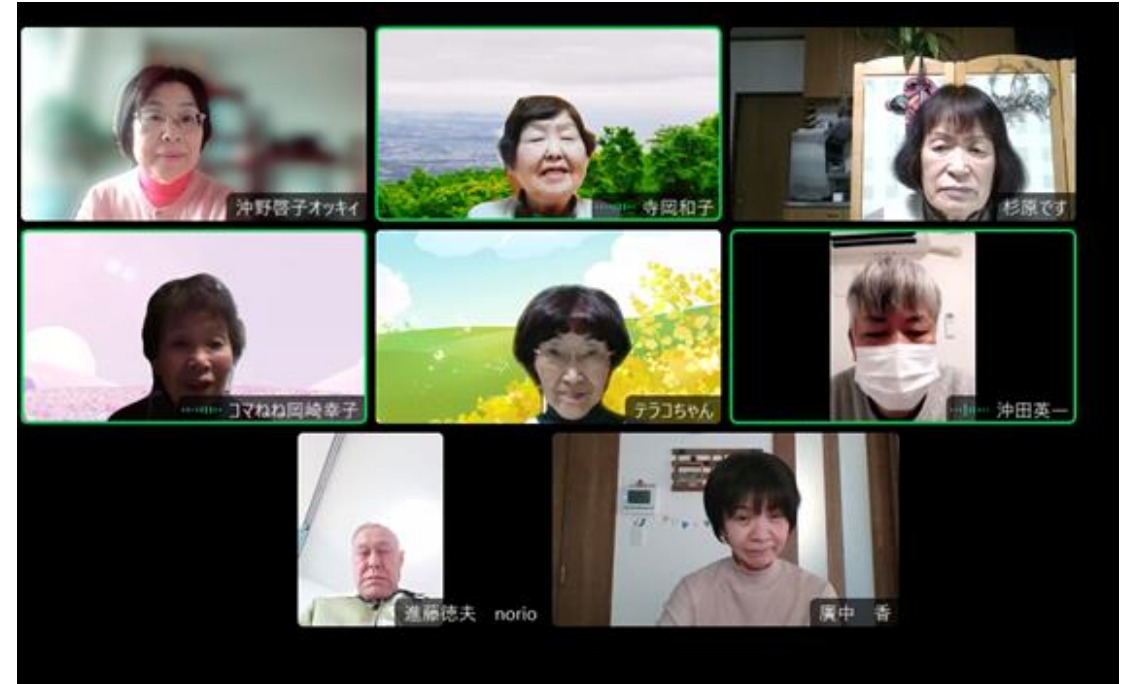 沖野啓子オッキィ
寺岡和子
杉原です
コマねね岡崎幸子
テラコちゃん
沖田英一
進藤徳夫　norio
廣中　香